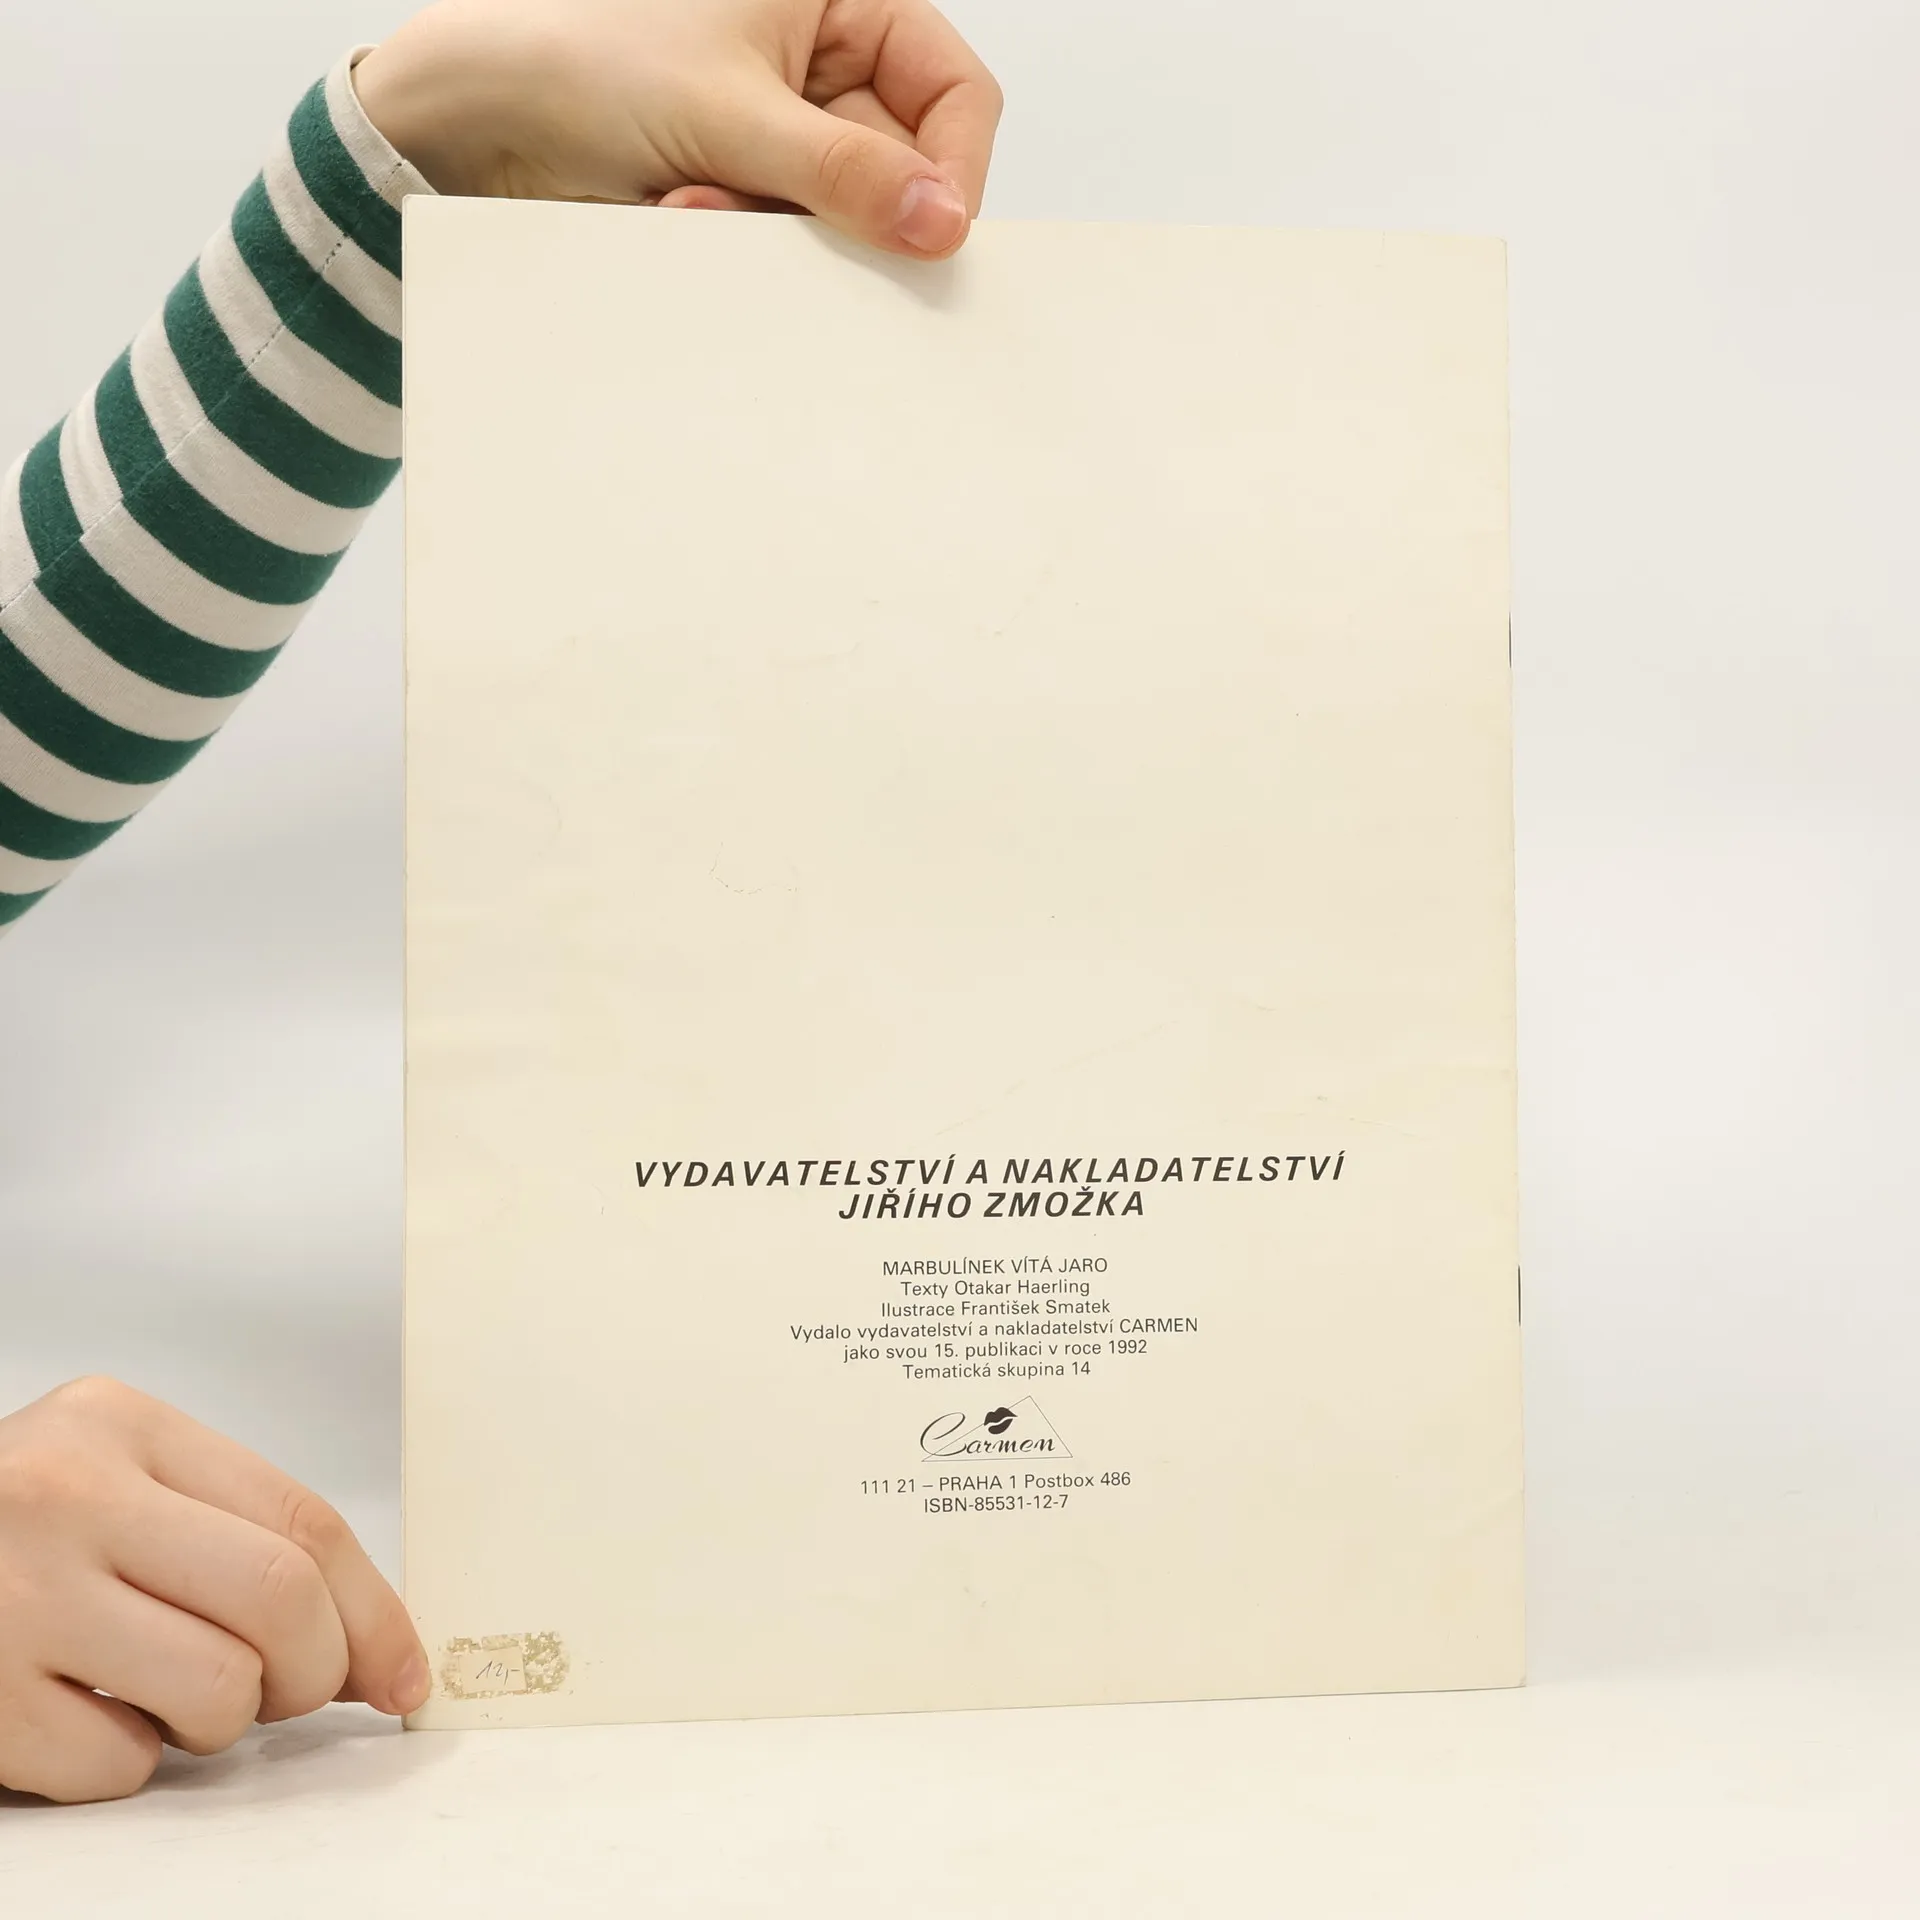 VYDAVATELSTVÍ A NAKLADATELSTVÍ
JIŘÍHO ZMOŽKA
MARBULÍNEK VÍTÁ JARO
Texty Otakar Haerling
Ilustrace František Smatek
Vydalo vydavatelství a nakladatelství CARMEN
jako svou 15. publikaci v roce 1992
Tematická skupina 14
Carmen
111 21 – PRAHA 1 Postbox 486
ISBN-85531-12-7
12,-